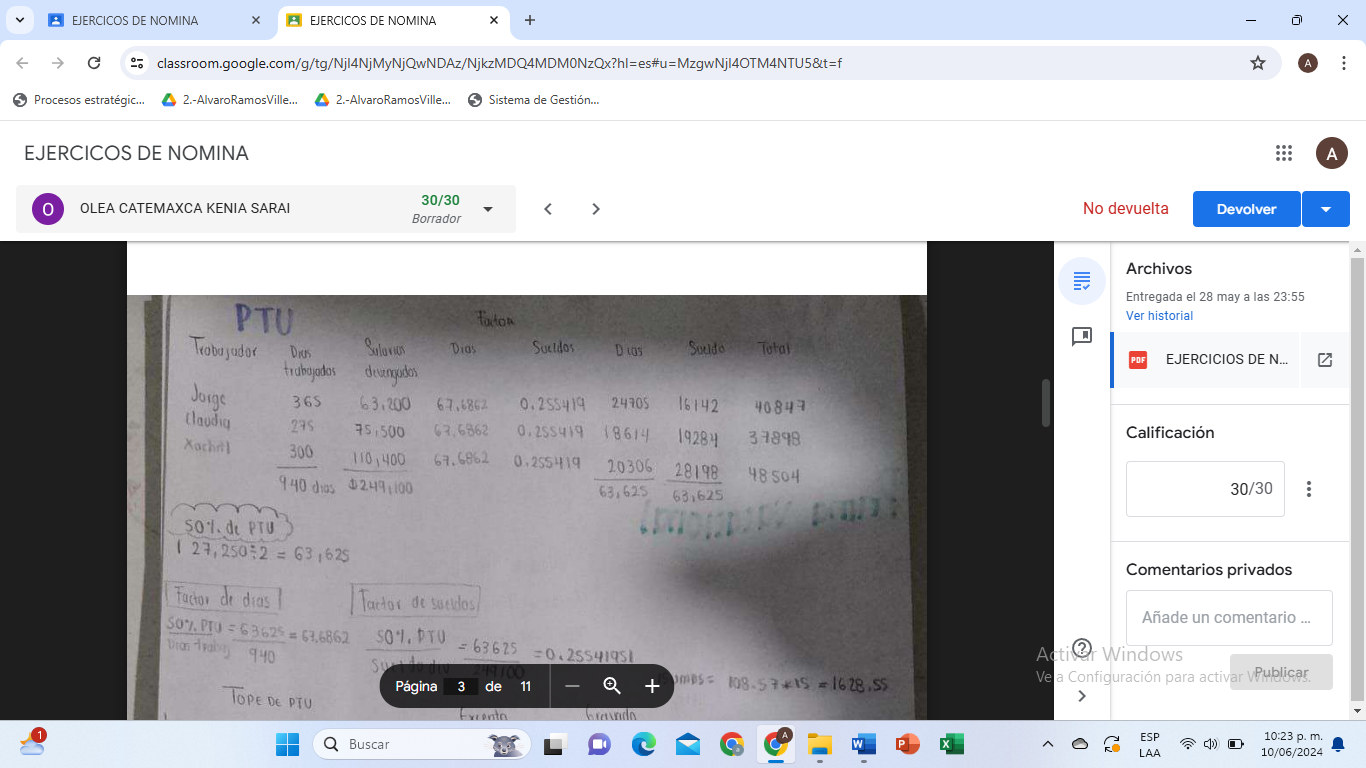 EJERCICOS DE NOMINA
EJERCICOS DE NOMINA
classroom.google.com/g/tg/NjI4NjMyNjQwNDAz/NjkzMDQ4MDM0NzQx?hl=es#u=MzgwNjI4OTM4NTU5&t=f
A
Procesos estratégic...
2.-AlvaroRamosVille...
2.-AlvaroRamosVille...
Sistema de Gestión...
EJERCICOS DE NOMINA
A
O
OLEA CATEMAXCA KENIA SARAI
30/30
Borrador
No devuelta
Devolver
PTU
Factor
Trabajador Dias trabajados Salarios devengados Dias Sueldos Dias Sueldo Total
Jorge 365 63,200 67.6862 0.255419 24705 16142 40847
Claudia 275 75,500 67.6862 0.255419 18614 19284 37898
Xochitl 300 110,400 67.6862 0.255419 20306 28198 48504
940 dias $249,100 63,625 63,625
50% de PTU
127,250÷2 = 63,625
Factor de dias Factor de sueldos
50% PTU = 63625 = 67.6862
Dias trabaj 940
50% PTU = 63625 = 0.25541951
TOPE DE PTU
108.57*15 = 1628.55
Excento Gravado
Página 3 de 11
Archivos
Entregada el 28 may a las 23:55
Ver historial
PDF
EJERCICIOS DE N...
Calificación
30/30
Comentarios privados
Añade un comentario ...
Publicar
Activar Windows
Ve a Configuración para activar Windows.
1
Buscar
A
ESP
LAA
10:23 p. m.
10/06/2024